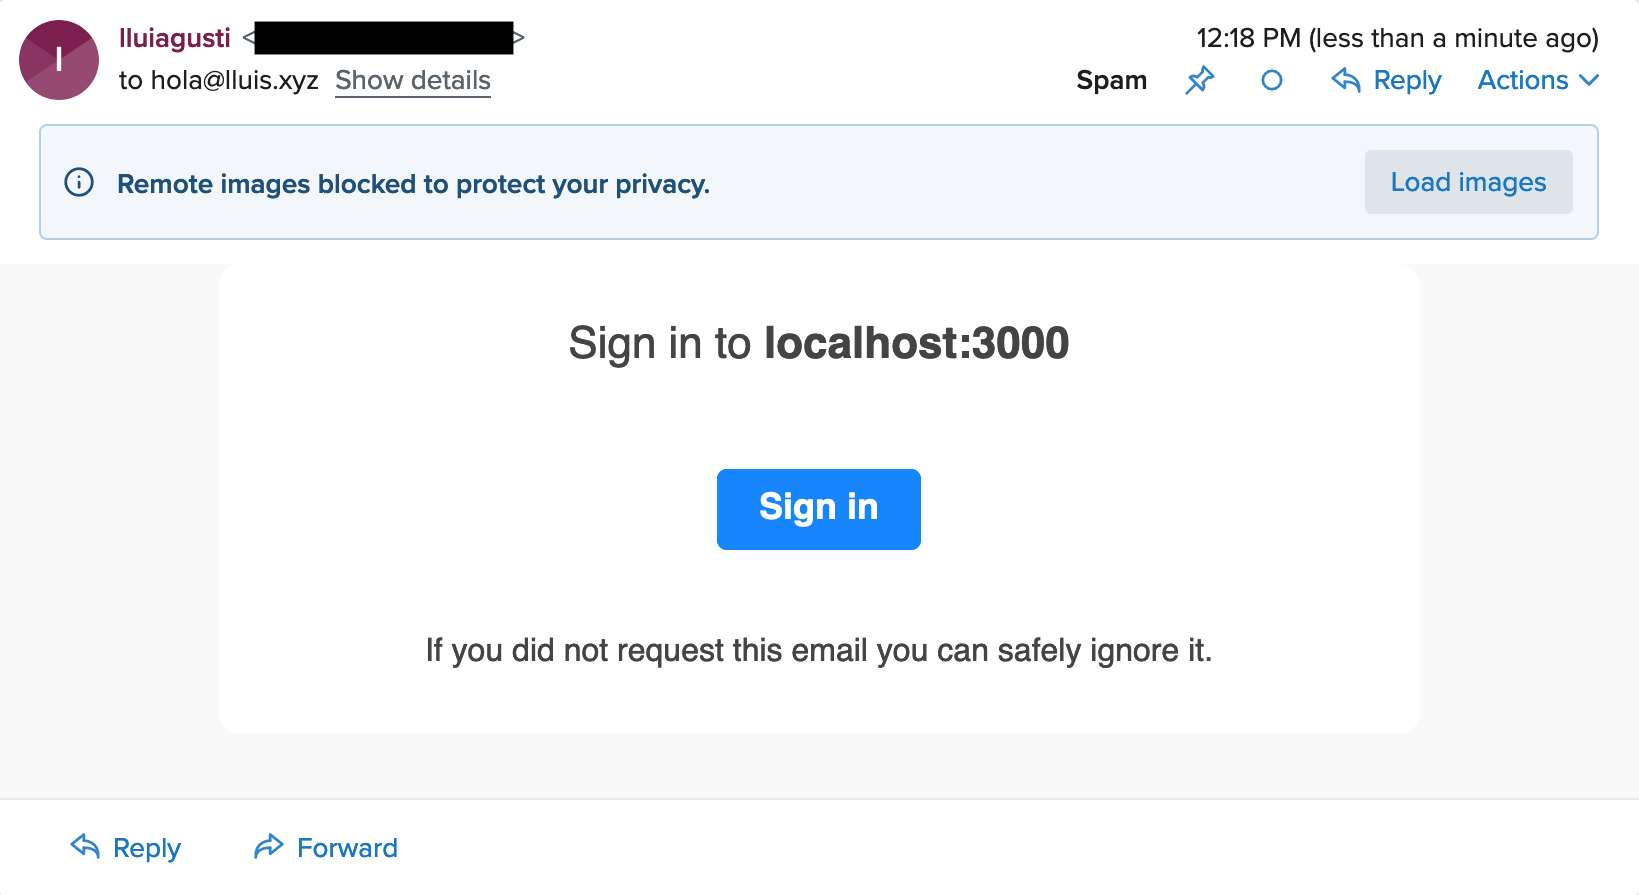 lluiagusti < >
12:18 PM (less than a minute ago)
to hola@lluis.xyz Show details
Spam Reply Actions
Remote images blocked to protect your privacy.
Load images
Sign in to localhost:3000
Sign in
If you did not request this email you can safely ignore it.
Reply Forward